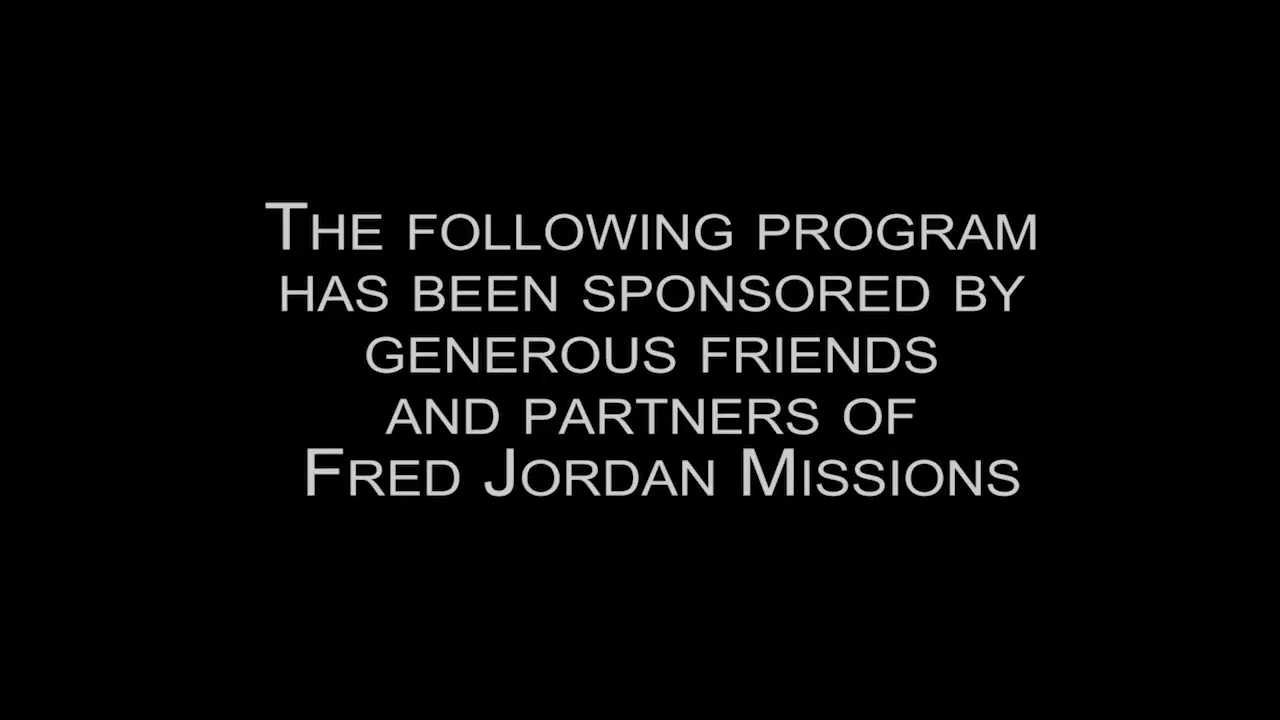 The following program
has been sponsored by
generous friends
and partners of
Fred Jordan Missions